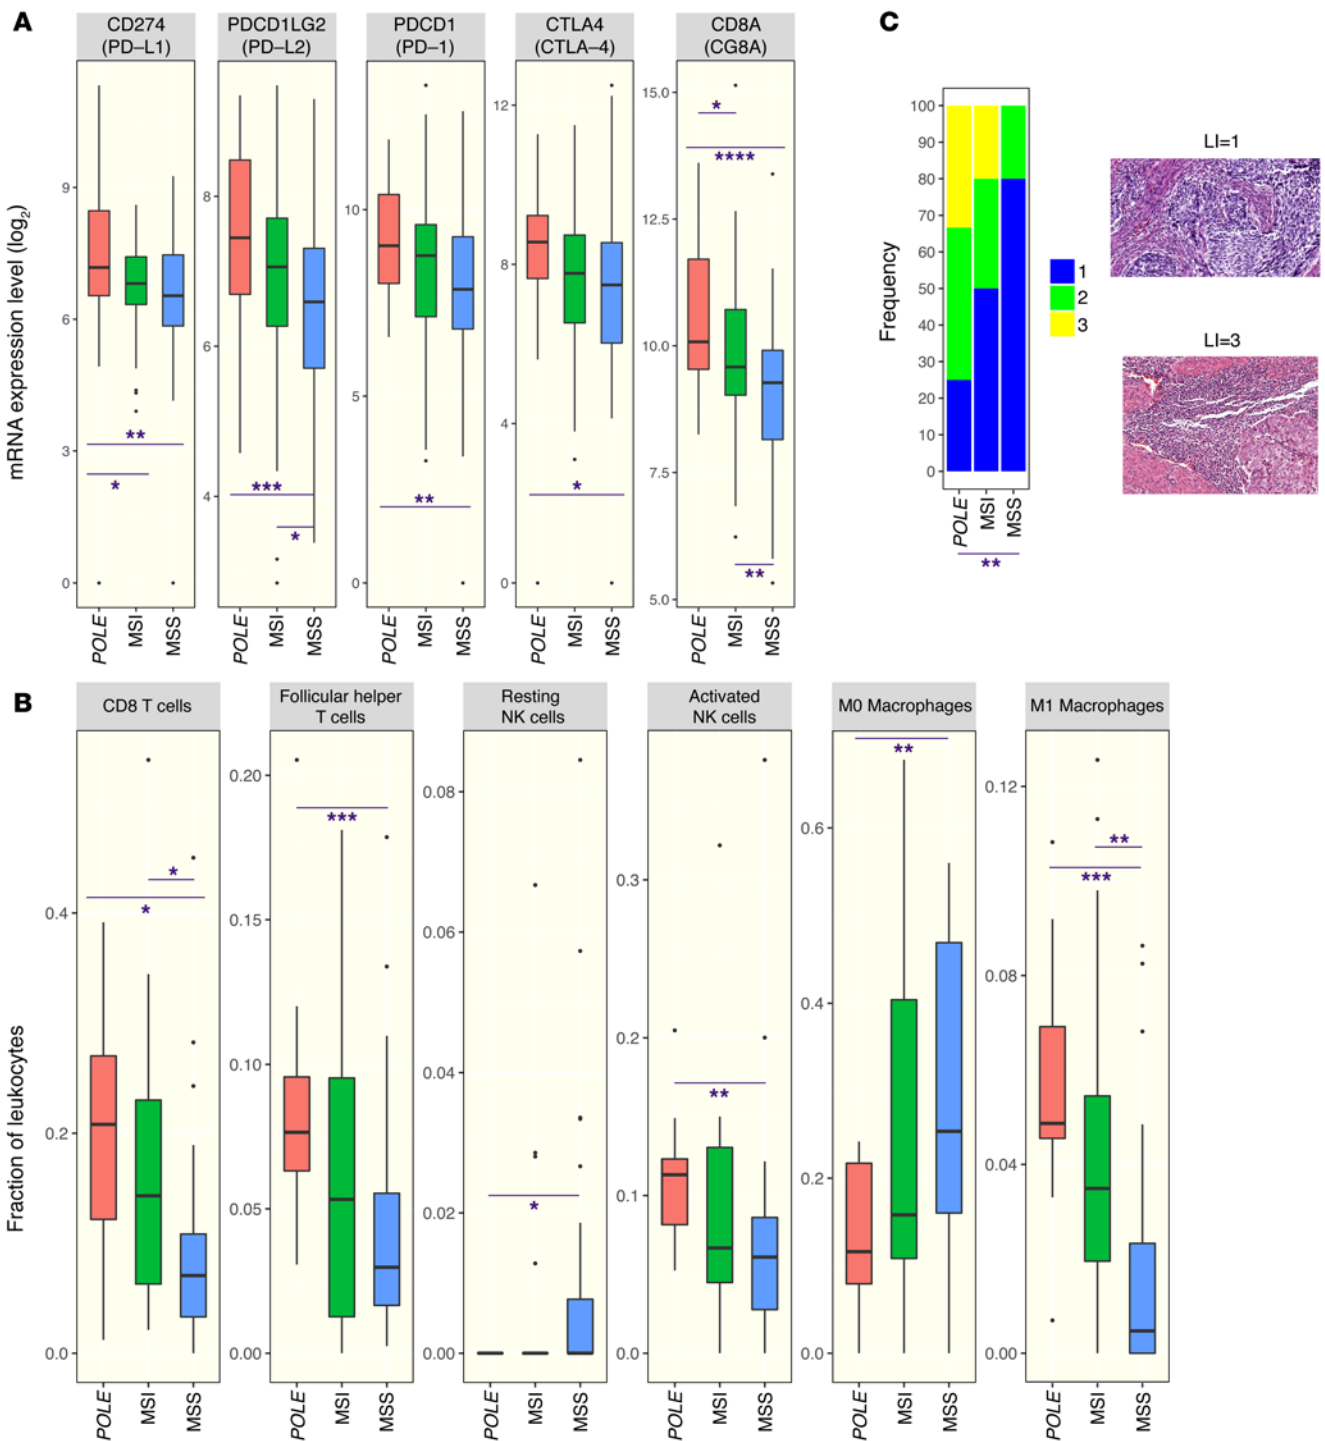 A
CD274
(PD–L1)
PDCD1LG2
(PD–L2)
PDCD1
(PD–1)
CTLA4
(CTLA–4)
CD8A
(CG8A)
mRNA expression level (log2)
9
6
3
0
**
*
POLE
MSI
MSS
8
6
4
***
*
POLE
MSI
MSS
10
5
0
**
POLE
MSI
MSS
12
8
4
0
*
POLE
MSI
MSS
15.0
12.5
10.0
7.5
5.0
*
****
**
POLE
MSI
MSS
C
Frequency
100
90
80
70
60
50
40
30
20
10
0
POLE
MSI
MSS
**
1
2
3
LI=1
LI=3
B
CD8 T cells
Follicular helper
T cells
Resting
NK cells
Activated
NK cells
M0 Macrophages
M1 Macrophages
Fraction of leukocytes
0.4
0.2
0.0
*
*
POLE
MSI
MSS
0.20
0.15
0.10
0.05
0.00
***
POLE
MSI
MSS
0.08
0.06
0.04
0.02
0.00
*
POLE
MSI
MSS
0.3
0.2
0.1
0.0
**
POLE
MSI
MSS
0.6
0.4
0.2
0.0
**
POLE
MSI
MSS
0.12
0.08
0.04
0.00
**
***
POLE
MSI
MSS